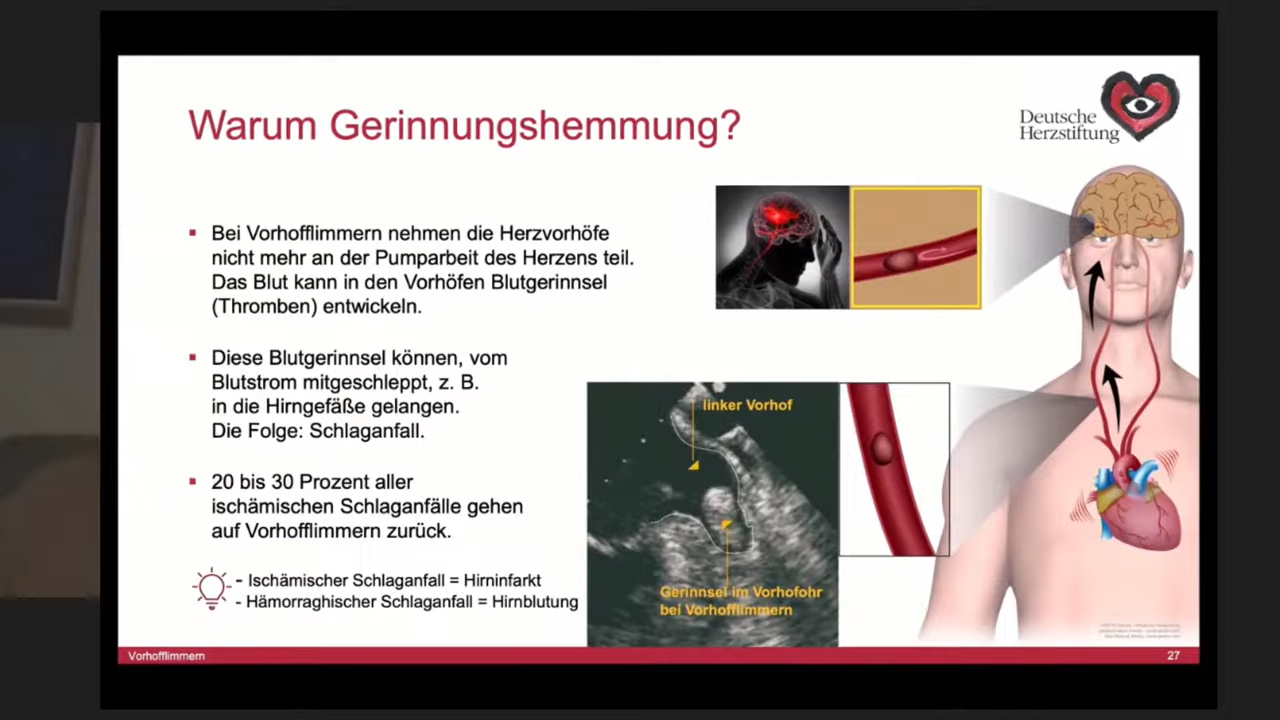 Warum Gerinnungshemmung?
Deutsche
Herzstiftung
Bei Vorhofflimmern nehmen die Herzvorhöfe
nicht mehr an der Pumparbeit des Herzens teil.
Das Blut kann in den Vorhöfen Blutgerinnsel
(Thromben) entwickeln.
Diese Blutgerinnsel können, vom
Blutstrom mitgeschleppt, z. B.
in die Hirngefäße gelangen.
Die Folge: Schlaganfall.
20 bis 30 Prozent aller
ischämischen Schlaganfälle gehen
auf Vorhofflimmern zurück.
- Ischämischer Schlaganfall = Hirninfarkt
- Hämorraghischer Schlaganfall = Hirnblutung
linker Vorhof
Gerinnsel im Vorhofohr
bei Vorhofflimmern
Vorhofflimmern
27